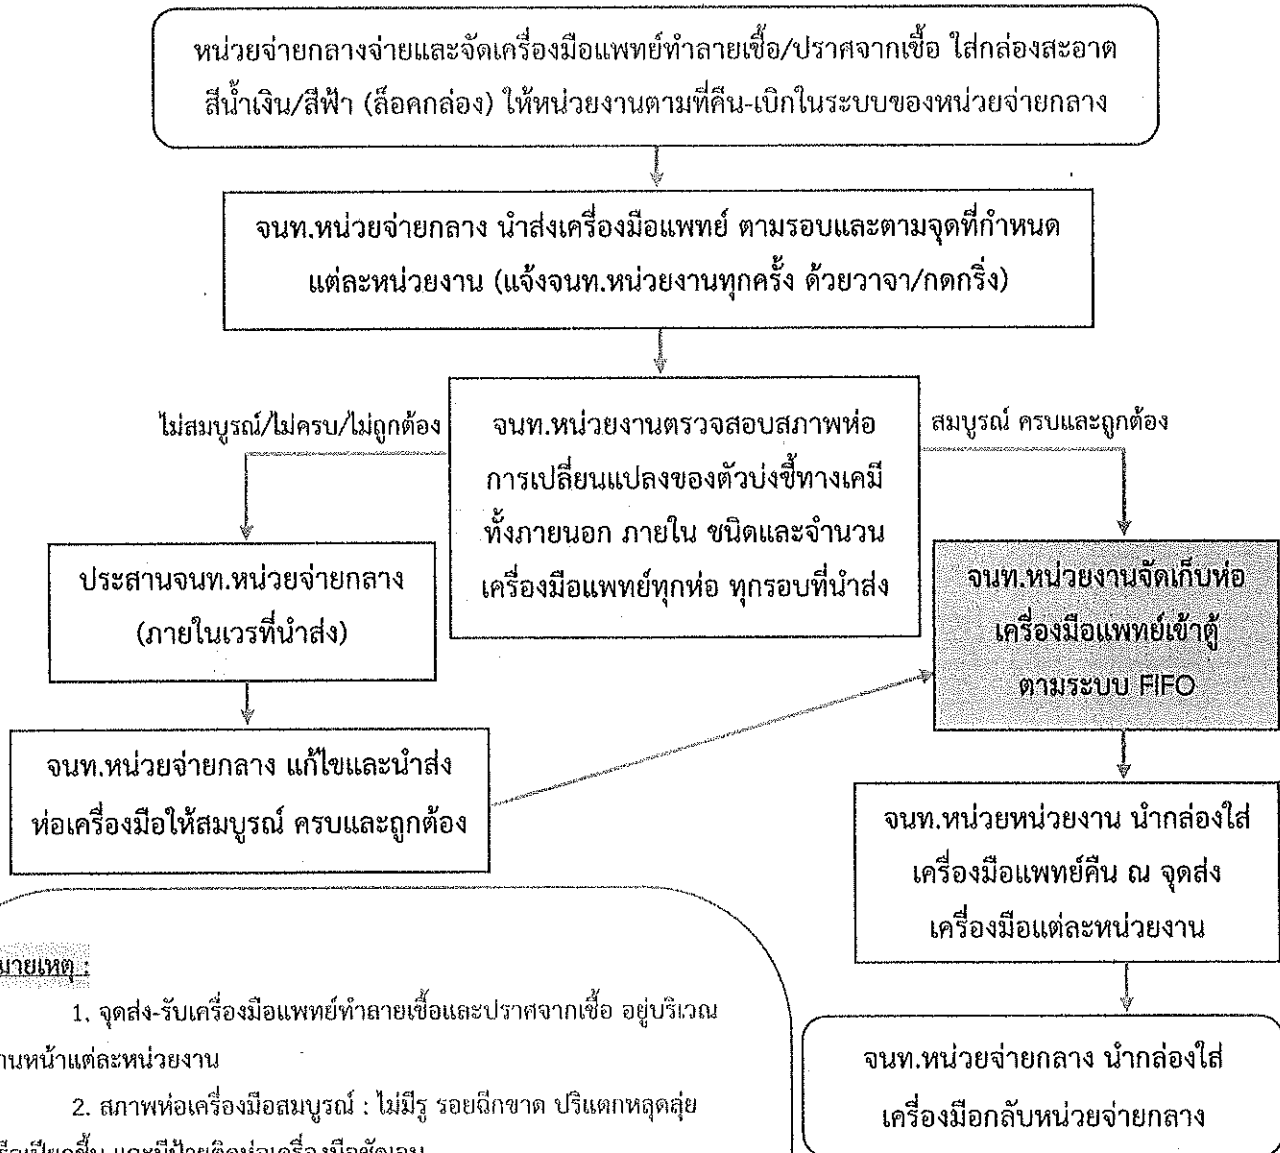 หน่วยจ่ายกลางจ่ายและจัดเครื่องมือแพทย์ทำลายเชื้อ/ปราศจากเชื้อ ใส่กล่องสะอาด
สีน้ำเงิน/สีฟ้า (ล็อคกล่อง) ให้หน่วยงานตามที่คืน-เบิกในระบบของหน่วยจ่ายกลาง
จนท.หน่วยจ่ายกลาง นำส่งเครื่องมือแพทย์ ตามรอบและตามจุดที่กำหนด
แต่ละหน่วยงาน (แจ้งจนท.หน่วยงานทุกครั้ง ด้วยวาจา/กดกริ่ง)
ไม่สมบูรณ์/ไม่ครบ/ไม่ถูกต้อง
จนท.หน่วยงานตรวจสอบสภาพห่อ
การเปลี่ยนแปลงของตัวบ่งชี้ทางเคมี
ทั้งภายนอก ภายใน ชนิดและจำนวน
เครื่องมือแพทย์ทุกห่อ ทุกรอบที่นำส่ง
สมบูรณ์ ครบและถูกต้อง
ประสานจนท.หน่วยจ่ายกลาง
(ภายในเวรที่นำส่ง)
จนท.หน่วยงานจัดเก็บห่อ
เครื่องมือแพทย์เข้าตู้
ตามระบบ FIFO
จนท.หน่วยจ่ายกลาง แก้ไขและนำส่ง
ห่อเครื่องมือให้สมบูรณ์ ครบและถูกต้อง
จนท.หน่วยหน่วยงาน นำกล่องใส่
เครื่องมือแพทย์คืน ณ จุดส่ง
เครื่องมือแต่ละหน่วยงาน
มายเหตุ :
1. จุดส่ง-รับเครื่องมือแพทย์ทำลายเชื้อและปราศจากเชื้อ อยู่บริเวณ
านหน้าแต่ละหน่วยงาน
2. สภาพห่อเครื่องมือสมบูรณ์ : ไม่มีรู รอยฉีกขาด ปริแตกหลุดลุ่ย
จนท.หน่วยจ่ายกลาง นำกล่องใส่
เครื่องมือกลับหน่วยจ่ายกลาง